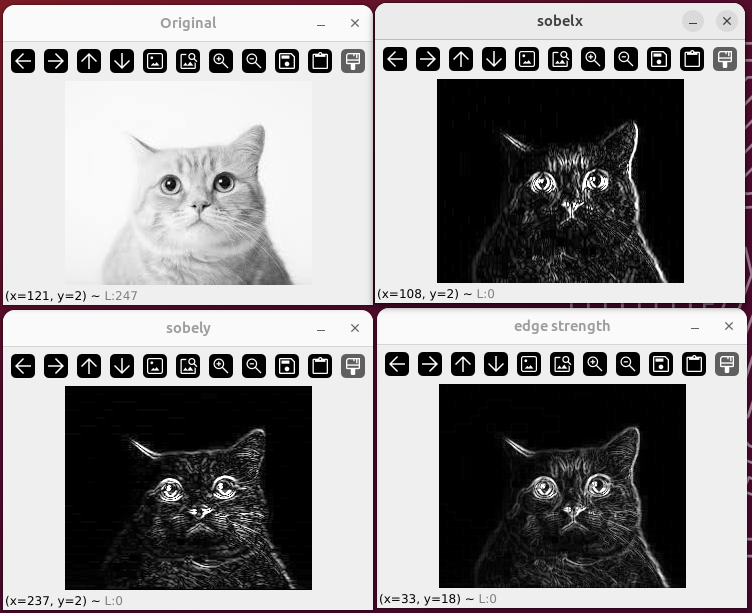 Original
sobelx
(x=121, y=2) ~ L:247
(x=108, y=2) ~ L:0
sobely
edge strength
(x=237, y=2) ~ L:0
(x=33, y=18) ~ L:0